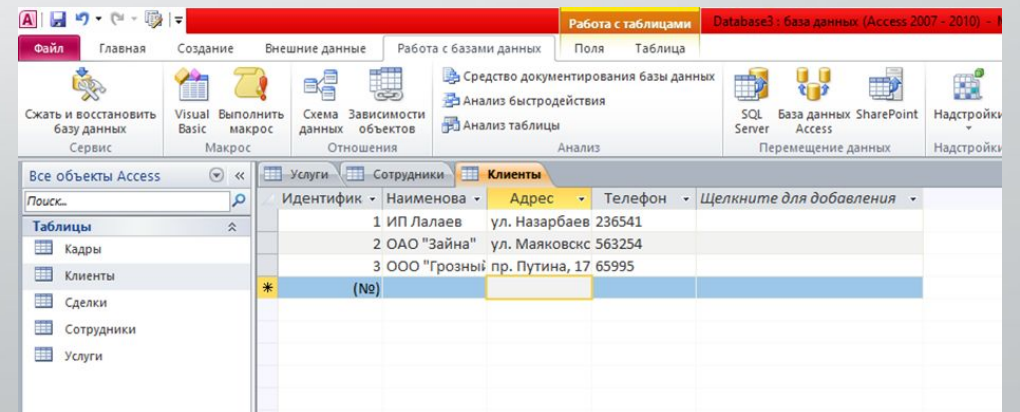 Работа с таблицами Database3 : база данных (Access 2007 - 2010) -
Файл Главная Создание Внешние данные Работа с базами данных Поля Таблица
Сжать и восстановить базу данных
Visual Basic
Выполнить макрос
Схема данных
Зависимости объектов
Средство документирования базы данных
Анализ быстродействия
Анализ таблицы
SQL Server
База данных Access
SharePoint
Надстройки
Сервис Макрос Отношения Анализ Перемещение данных Надстройки
Все объекты Access
Поиск...
Таблицы
Кадры
Клиенты
Сделки
Сотрудники
Услуги
Услуги Сотрудники Клиенты
Идентифик Наименова Адрес Телефон Щелкните для добавления
1 ИП Лалаев ул. Назарбаев 236541
2 ОАО "Зайна" ул. Маяковскс 563254
3 ООО "Грозный пр. Путина, 17 65995
(№)